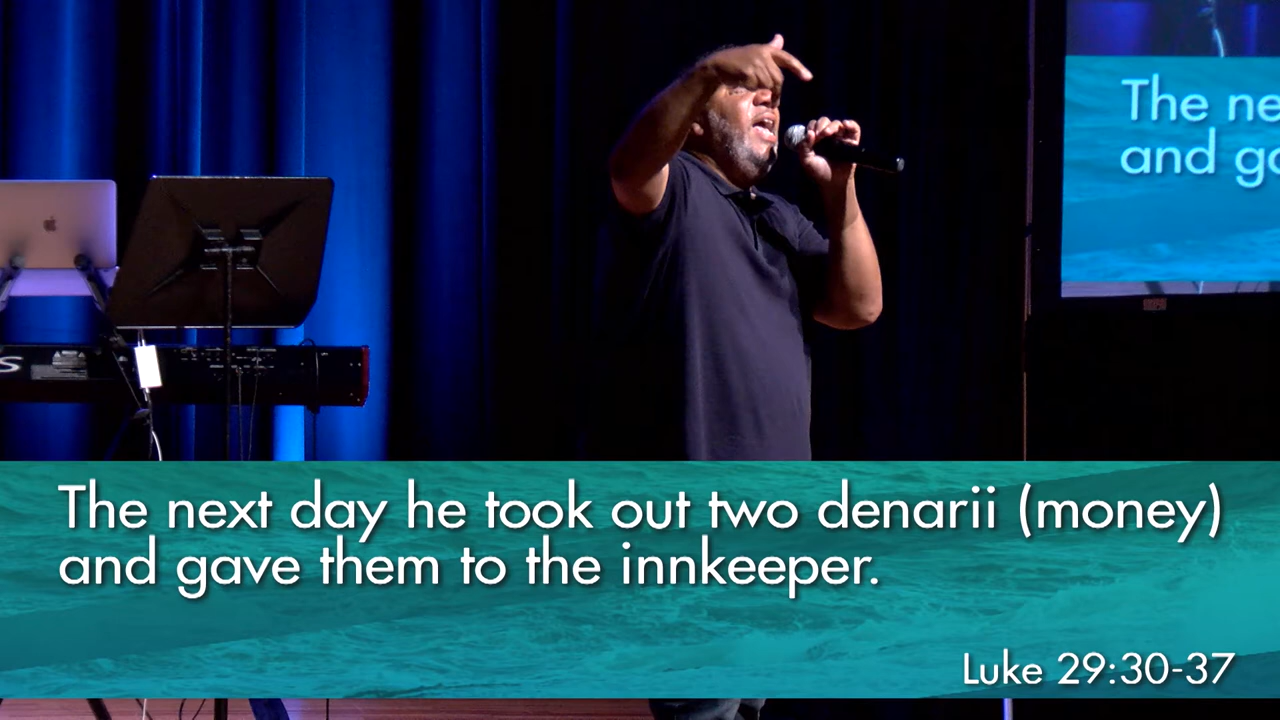 The next day he took out two denarii (money)
and gave them to the innkeeper.
Luke 29:30-37
The ne
and go
S